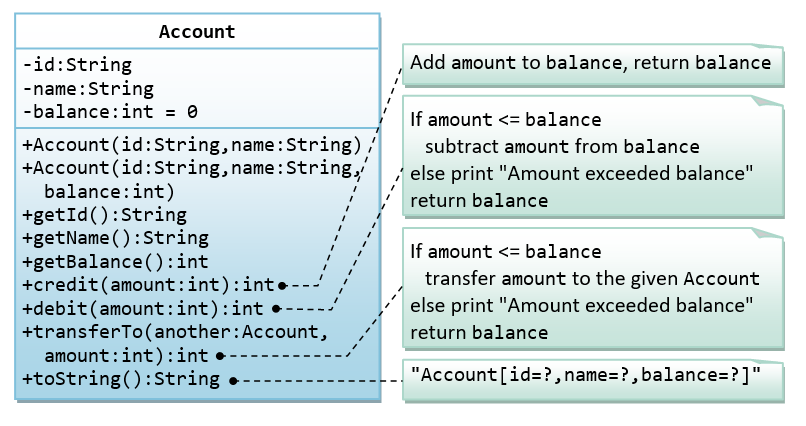 Account
-id:String
-name:String
-balance:int = 0
+Account(id:String,name:String)
+Account(id:String,name:String,
balance:int)
+getId():String
+getName():String
+getBalance():int
+credit(amount:int):int
+debit(amount:int):int
+transferTo(another:Account,
amount:int):int
+toString():String
Add amount to balance, return balance
If amount <= balance
subtract amount from balance
else print "Amount exceeded balance"
return balance
If amount <= balance
transfer amount to the given Account
else print "Amount exceeded balance"
return balance
"Account[id=?,name=?,balance=?]"